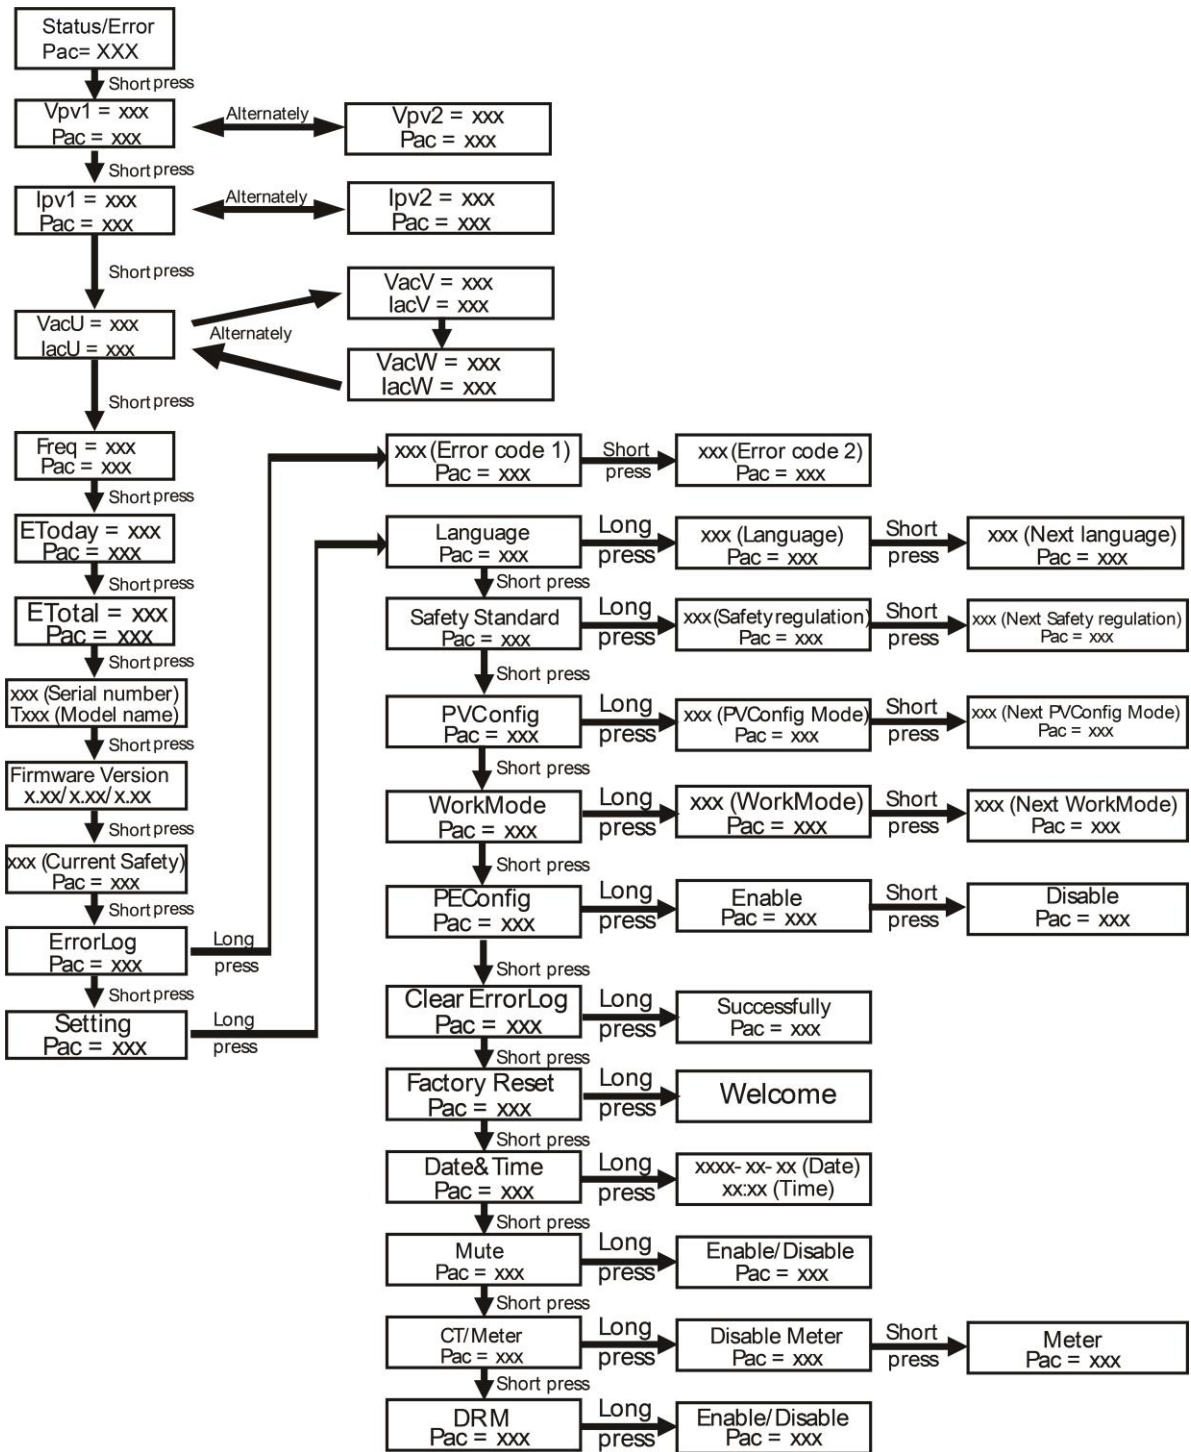 Status/Error
Pac= XXX
Short press
Vpv1 = xxx
Pac = xxx
Alternately
Vpv2 = xxx
Pac = xxx
Short press
Ipv1 = xxx
Pac = xxx
Alternately
Ipv2 = xxx
Pac = xxx
Short press
VacU = xxx
IacU = xxx
Alternately
VacV = xxx
IacV = xxx
VacW = xxx
IacW = xxx
Short press
Freq = xxx
Pac = xxx
Short press
EToday = xxx
Pac = xxx
Short press
ETotal = xxx
Pac = xxx
Short press
xxx (Serial number)
Txxx (Model name)
Short press
Firmware Version
x.xx/x.xx/x.xx
Short press
xxx (Current Safety)
Pac = xxx
Short press
ErrorLog
Pac = xxx
Long
press
Short press
Setting
Pac = xxx
Long
press
xxx (Error code 1)
Pac = xxx
Short
press
xxx (Error code 2)
Pac = xxx
Language
Pac = xxx
Long
press
xxx (Language)
Pac = xxx
Short
press
xxx (Next language)
Pac = xxx
Short press
Safety Standard
Pac = xxx
Long
press
xxx (Safety regulation)
Pac = xxx
Short
press
xxx (Next Safety regulation)
Pac = xxx
Short press
PVConfig
Pac = xxx
Long
press
xxx (PVConfig Mode)
Pac = xxx
Short
press
xxx (Next PVConfig Mode)
Pac = xxx
Short press
WorkMode
Pac = xxx
Long
press
xxx (WorkMode)
Pac = xxx
Short
press
xxx (Next WorkMode)
Pac = xxx
Short press
PEConfig
Pac = xxx
Long
press
Enable
Pac = xxx
Short
press
Disable
Pac = xxx
Short press
Clear ErrorLog
Pac = xxx
Long
press
Successfully
Pac = xxx
Short press
Factory Reset
Pac = xxx
Long
press
Welcome
Short press
Date&Time
Pac = xxx
Long
press
xxxx- xx- xx (Date)
xx:xx (Time)
Short press
Mute
Pac = xxx
Long
press
Enable/Disable
Pac = xxx
Short press
CT/Meter
Pac = xxx
Long
press
Disable Meter
Pac = xxx
Short
press
Meter
Pac = xxx
Short press
DRM
Pac = xxx
Long
press
Enable/Disable
Pac = xxx